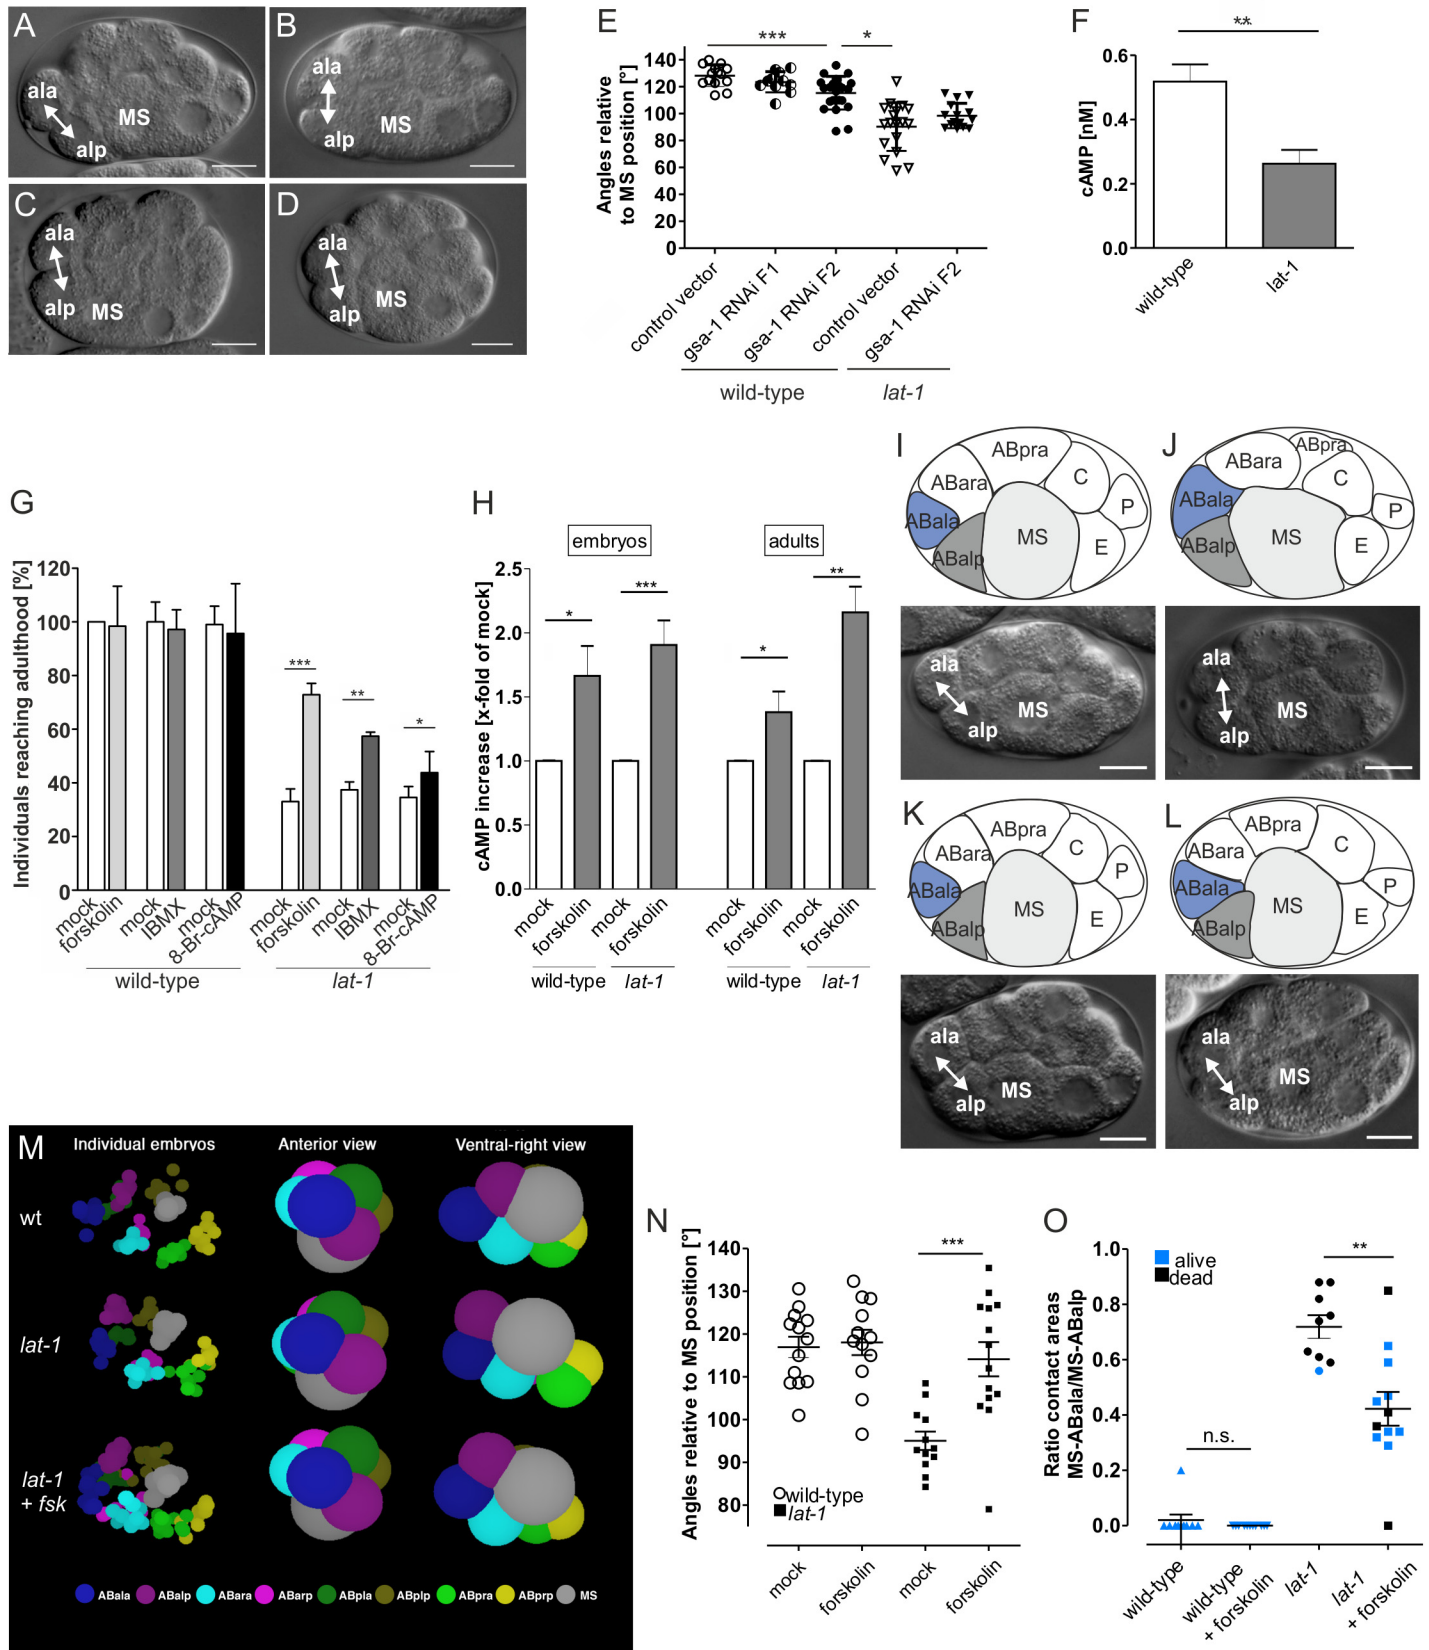 A
ala
alp
MS
B
ala
alp
MS
C
ala
alp
MS
D
ala
alp
MS
E
Angles relative
to MS position [°]
140
120
100
80
60
40
20
0
***
*
control vector
gsa-1 RNAi F1
gsa-1 RNAi F2
control vector
gsa-1 RNAi F2
wild-type
lat-1
F
**
cAMP [nM]
0.6
0.4
0.2
0.0
wild-type
lat-1
G
Individuals reaching adulthood [%]
120
100
80
60
40
20
0
***
**
*
mock
forskolin
mock
IBMX
mock
8-Br-cAMP
mock
forskolin
mock
IBMX
mock
8-Br-cAMP
wild-type
lat-1
H
embryos
adults
cAMP increase [x-fold of mock]
2.5
2.0
1.5
1.0
0.5
0.0
*
***
*
**
mock
forskolin
mock
forskolin
mock
forskolin
mock
forskolin
wild-type
lat-1
wild-type
lat-1
I
ABpra
ABara
C
ABala
P
MS
ABalp
E
ala
alp
MS
J
ABpra
ABara
C
ABala
P
MS
ABalp
E
ala
alp
MS
K
ABpra
ABara
C
ABala
P
MS
ABalp
E
ala
alp
MS
L
ABpra
ABara
C
ABala
P
MS
ABalp
E
ala
alp
MS
M
Individual embryos
Anterior view
Ventral-right view
wt
lat-1
lat-1
+ fsk
ABala
ABalp
ABara
ABarp
ABpla
ABplp
ABpra
ABprp
MS
N
Angles relative to MS position [°]
140
130
120
110
100
90
80
***
wild-type
lat-1
mock
forskolin
mock
forskolin
O
Ratio contact areas
MS-ABala/MS-ABalp
1.0
0.8
0.6
0.4
0.2
0.0
alive
dead
n.s.
**
wild-type
wild-type
+ forskolin
lat-1
lat-1
+ forskolin